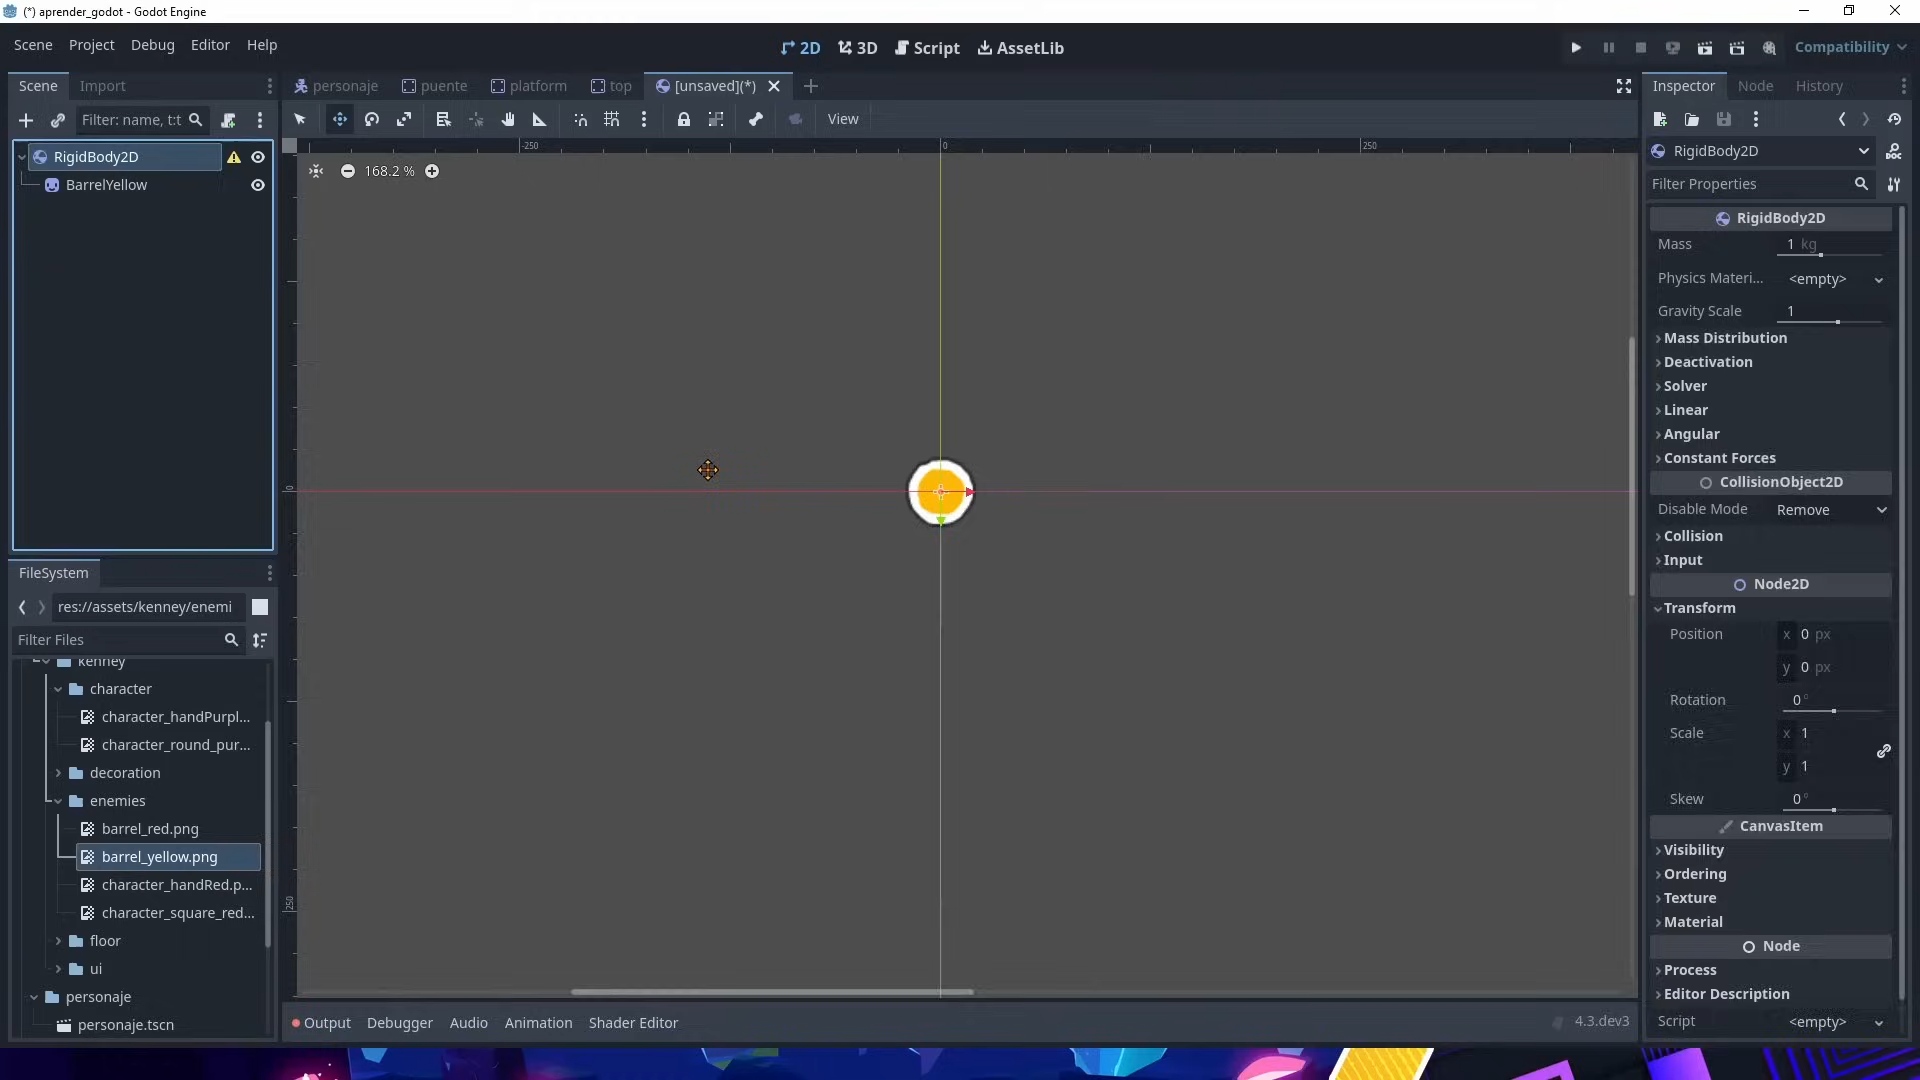 (*) aprender_godot - Godot Engine
Scene Project Debug Editor Help
2D 3D Script AssetLib
Compatibility
Scene Import
personaje puente platform top [unsaved](*)
Inspector Node History
Filter: name, t:t
View
RigidBody2D
BarrelYellow
-250 0 250
168.2 %
0
250
RigidBody2D
Filter Properties
RigidBody2D
Mass 1 kg
Physics Materi... <empty>
Gravity Scale 1
Mass Distribution
Deactivation
Solver
Linear
Angular
Constant Forces
CollisionObject2D
Disable Mode Remove
Collision
Input
Node2D
Transform
Position x 0 px
y 0 px
Rotation 0 °
Scale x 1
y 1
Skew 0 °
CanvasItem
Visibility
Ordering
Texture
Material
Node
Process
Editor Description
Script <empty>
FileSystem
res://assets/kenney/enemi
Filter Files
kenney
character
character_handPurpl...
character_round_pur...
decoration
enemies
barrel_red.png
barrel_yellow.png
character_handRed.p...
character_square_red...
floor
ui
personaje
personaje.tscn
Output Debugger Audio Animation Shader Editor
4.3.dev3